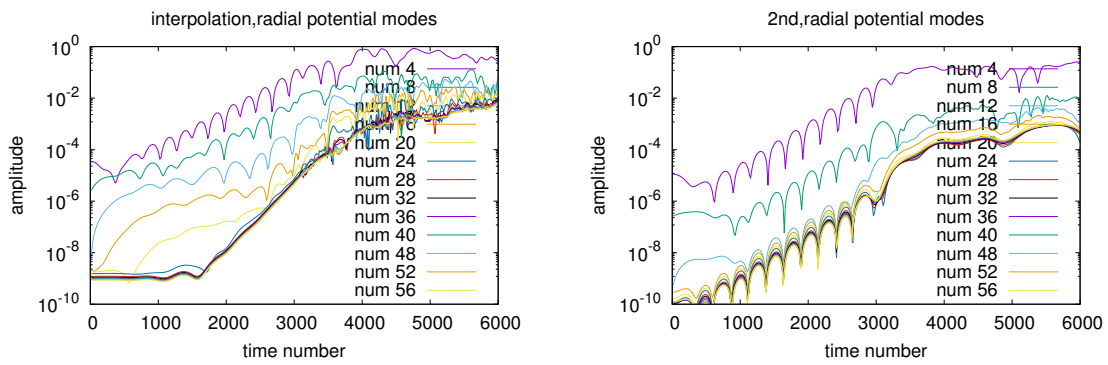 interpolation,radial potential modes
10^0
10^-2
10^-4
10^-6
10^-8
10^-10
amplitude
num 4
num 8
num 12
num 16
num 20
num 24
num 28
num 32
num 36
num 40
num 48
num 52
num 56
0 1000 2000 3000 4000 5000 6000
time number
2nd,radial potential modes
10^0
10^-2
10^-4
10^-6
10^-8
10^-10
amplitude
num 4
num 8
num 12
num 16
num 20
num 24
num 28
num 32
num 36
num 40
num 48
num 52
num 56
0 1000 2000 3000 4000 5000 6000
time number